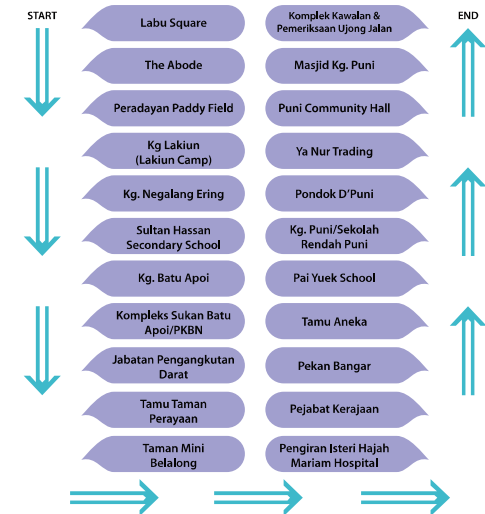 START
Labu Square
The Abode
Peradayan Paddy Field
Kg Lakiun
(Lakiun Camp)
Kg. Negalang Ering
Sultan Hassan
Secondary School
Kg. Batu Apoi
Kompleks Sukan Batu
Apoi/PKBN
Jabatan Pengangkutan
Darat
Tamu Taman
Perayaan
Taman Mini
Belalong
Pengiran Isteri Hajah
Mariam Hospital
Pejabat Kerajaan
Pekan Bangar
Tamu Aneka
Pai Yuek School
Kg. Puni/Sekolah
Rendah Puni
Pondok D'Puni
Ya Nur Trading
Puni Community Hall
Masjid Kg. Puni
Komplek Kawalan &
Pemeriksaan Ujong Jalan
END